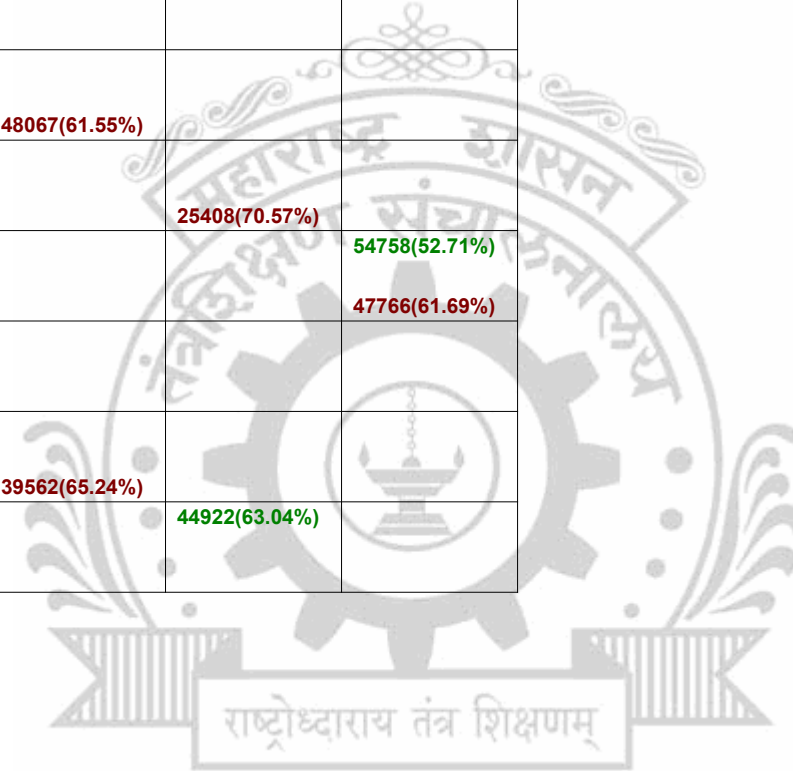 महाराष्ट्र शासन
48067(61.55%)
तंत्रशिक्षण संचालनालय
25408(70.57%)
54758(52.71%)
47766(61.69%)
39562(65.24%)
44922(63.04%)
राष्ट्रोध्दाराय तंत्र शिक्षणम्